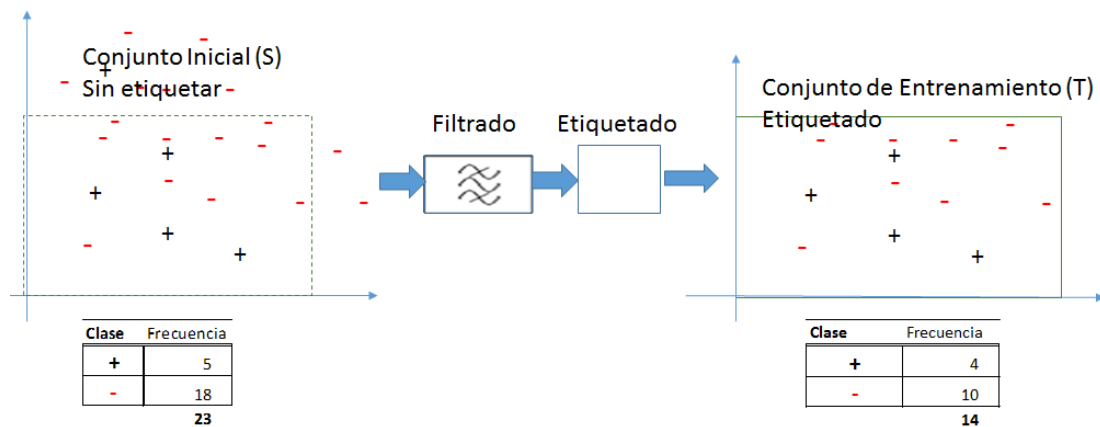 Conjunto Inicial (S)
Sin etiquetar
Filtrado
Etiquetado
Conjunto de Entrenamiento (T)
Etiquetado
Clase Frecuencia
+ 5
- 18
23
Clase Frecuencia
+ 4
- 10
14